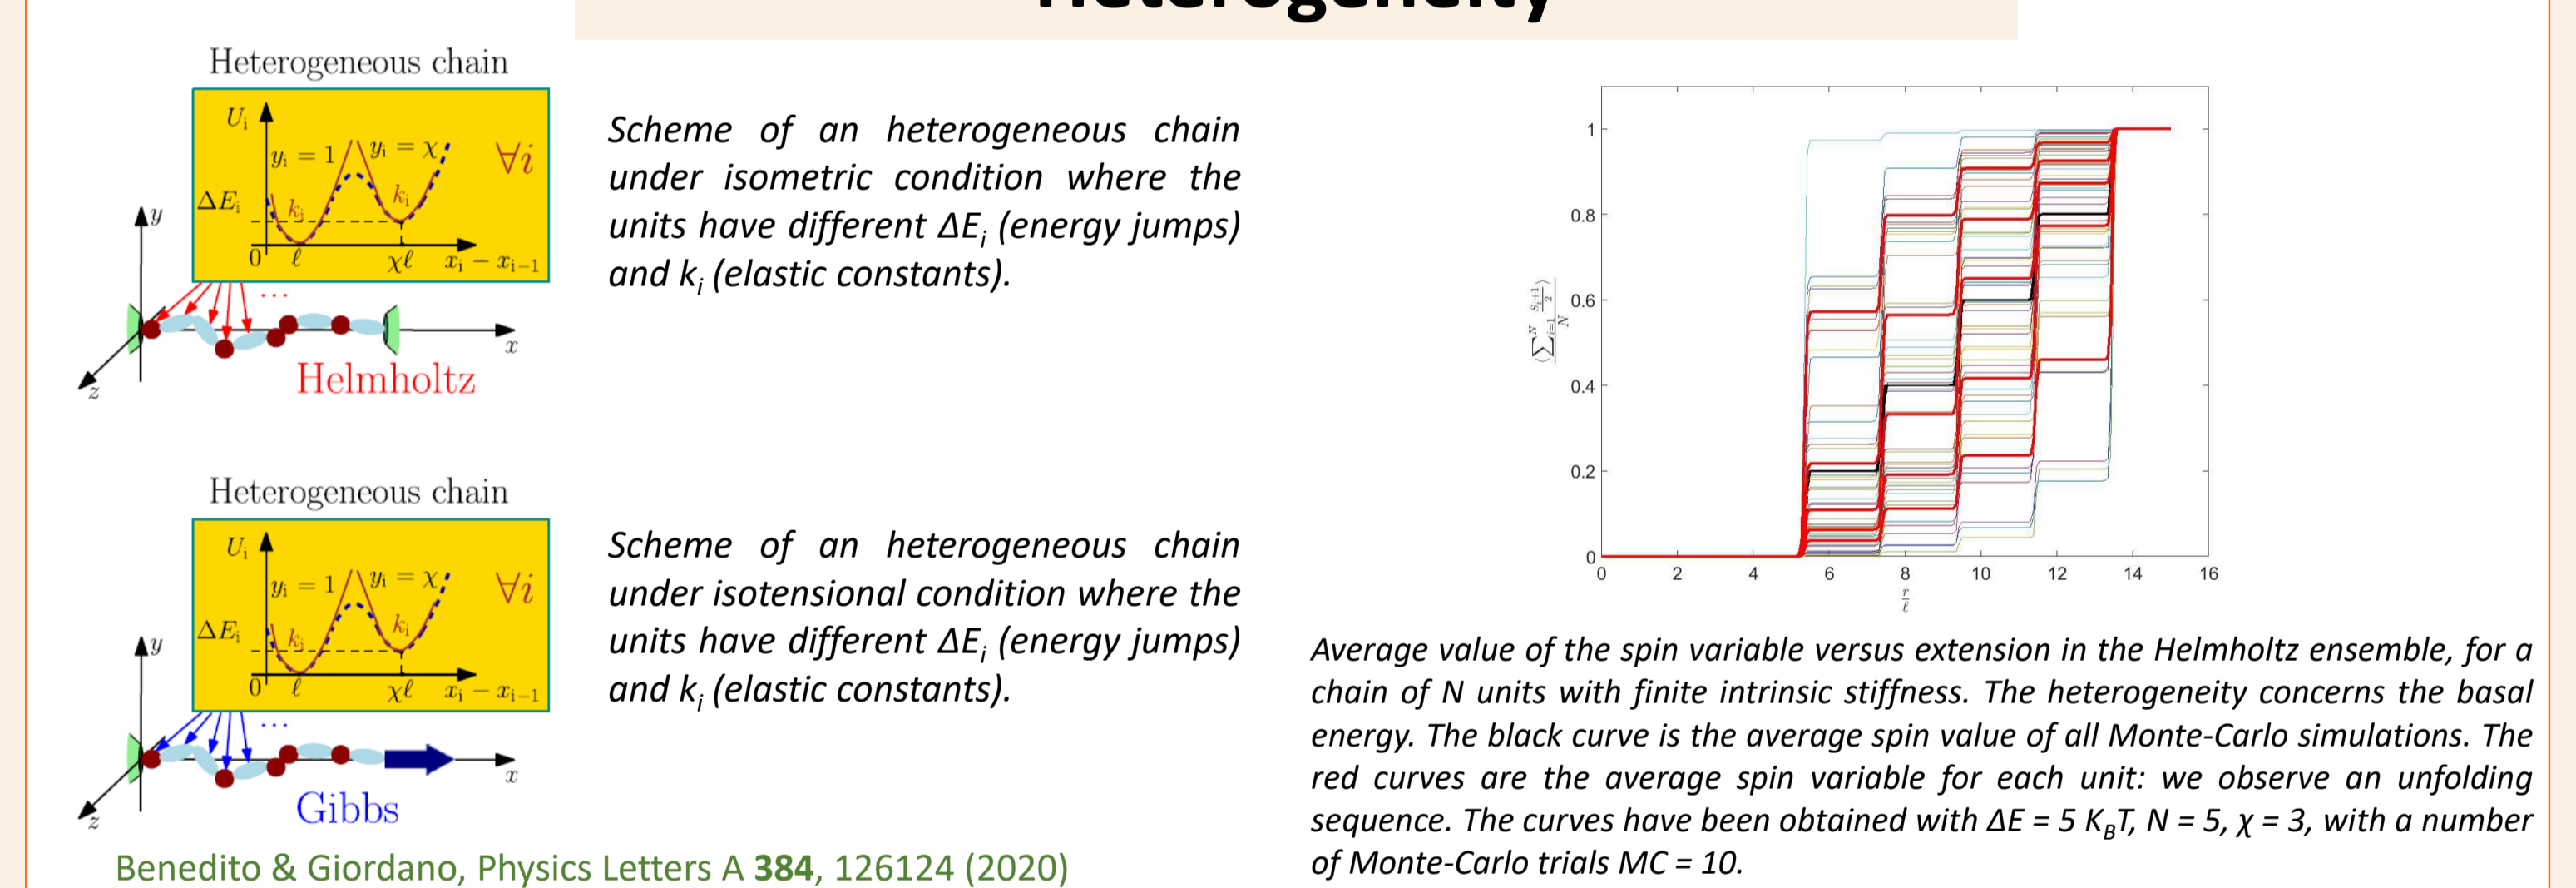 Heterogeneity
Heterogeneous chain
Uᵢ
yᵢ = 1
yᵢ = χ
∀i
ΔEᵢ
kᵢ
kᵢ
0
ℓ
χℓ
xᵢ − xᵢ₋₁
...
y
x
z
Helmholtz
Scheme of an heterogeneous chain
under isometric condition where the
units have different ΔEᵢ (energy jumps)
and kᵢ (elastic constants).
Heterogeneous chain
Uᵢ
yᵢ = 1
yᵢ = χ
∀i
ΔEᵢ
kᵢ
kᵢ
0
ℓ
χℓ
xᵢ − xᵢ₋₁
...
y
x
z
Gibbs
Scheme of an heterogeneous chain
under isotensional condition where the
units have different ΔEᵢ (energy jumps)
and kᵢ (elastic constants).
Benedito & Giordano, Physics Letters A 384, 126124 (2020)
1
0.8
0.6
0.4
0.2
0
⟨∑ᵢ₌₁ᴺ (Sᵢ+1)/2⟩/N
0 2 4 6 8 10 12 14 16
r/ℓ
Average value of the spin variable versus extension in the Helmholtz ensemble, for a
chain of N units with finite intrinsic stiffness. The heterogeneity concerns the basal
energy. The black curve is the average spin value of all Monte-Carlo simulations. The
red curves are the average spin variable for each unit: we observe an unfolding
sequence. The curves have been obtained with ΔE = 5 K_BT, N = 5, χ = 3, with a number
of Monte-Carlo trials MC = 10.